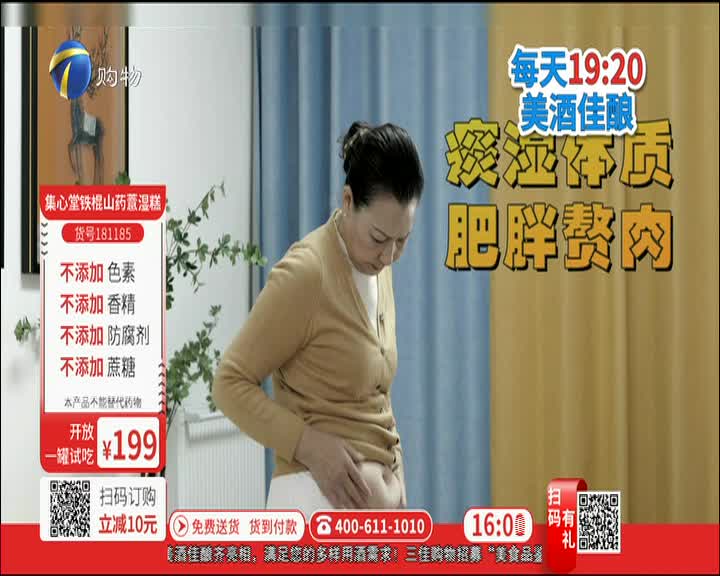 购物
每天19:20
美酒佳酿
痰湿体质
肥胖赘肉
集心堂铁棍山药薏湿糕
货号181185
不添加 色素
不添加 香精
不添加 防腐剂
不添加 蔗糖
本产品不能替代药物
开放
一罐试吃
¥199
扫码订购
立减10元
免费送货 货到付款
400-611-1010
16:0
扫码
有礼
酒佳酿齐亮相，满足您的多样用酒需求！三佳购物招募“美食品鉴